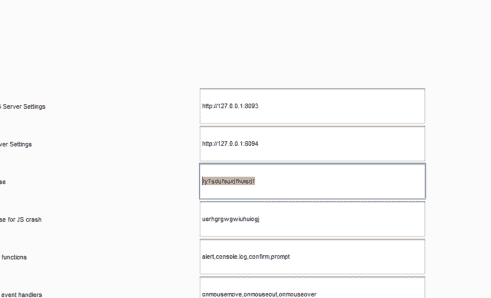 Server Settings http://127.0.0.1:8093
ver Settings http://127.0.0.1:8094
se
se for JS crash uerhgrgwgwiuhuiogj
functions alert,console.log,confirm,prompt
event handlers onmousemove,onmouseout,onmouseover